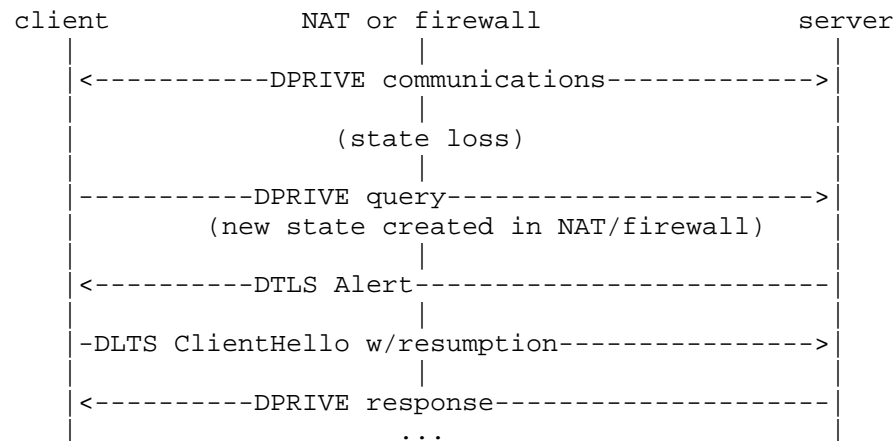 client NAT or firewall server
<-----------DPRIVE communications------------->
(state loss)
-----------DPRIVE query----------------------->
(new state created in NAT/firewall)
<----------DTLS Alert--------------------------
-DLTS ClientHello w/resumption---------------->
<----------DPRIVE response---------------------
...